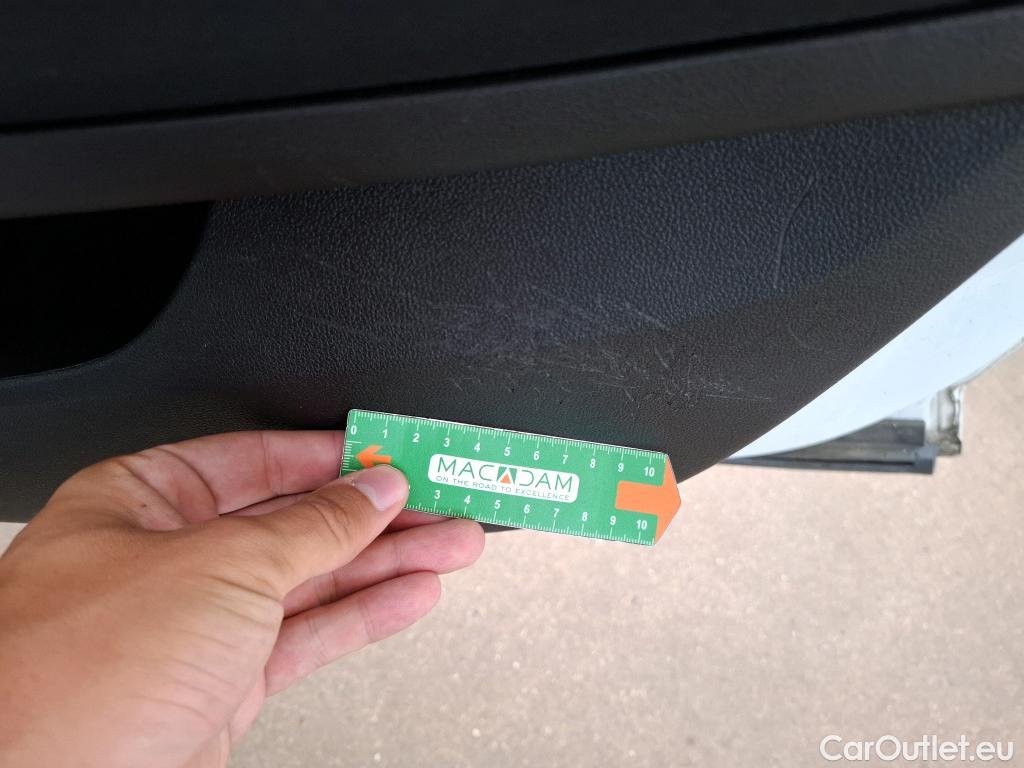 0 1 2 3 4 5 6 7 8 9 10
MACADAM
ON THE ROAD TO EXCELLENCE
3 4 5 6 7 8 9 10
CarOutlet.eu